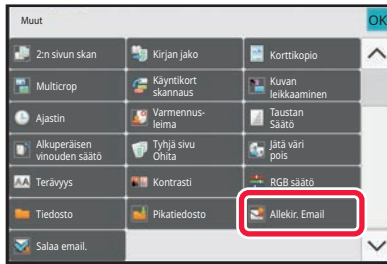 Muut
OK
2:n sivun skan
Kirjan jako
Korttikopio
Multicrop
Käyntikort
skannaus
Kuvan
leikkaaminen
Ajastin
Varmennus-
leima
Taustan
Säätö
Alkuperäisen
vinouden säätö
Tyhjä sivu
Ohita
Jätä väri
pois
AA
Terävyys
Kontrasti
RGB säätö
Tiedosto
Pikatiedosto
Allekir. Email
Salaa email.